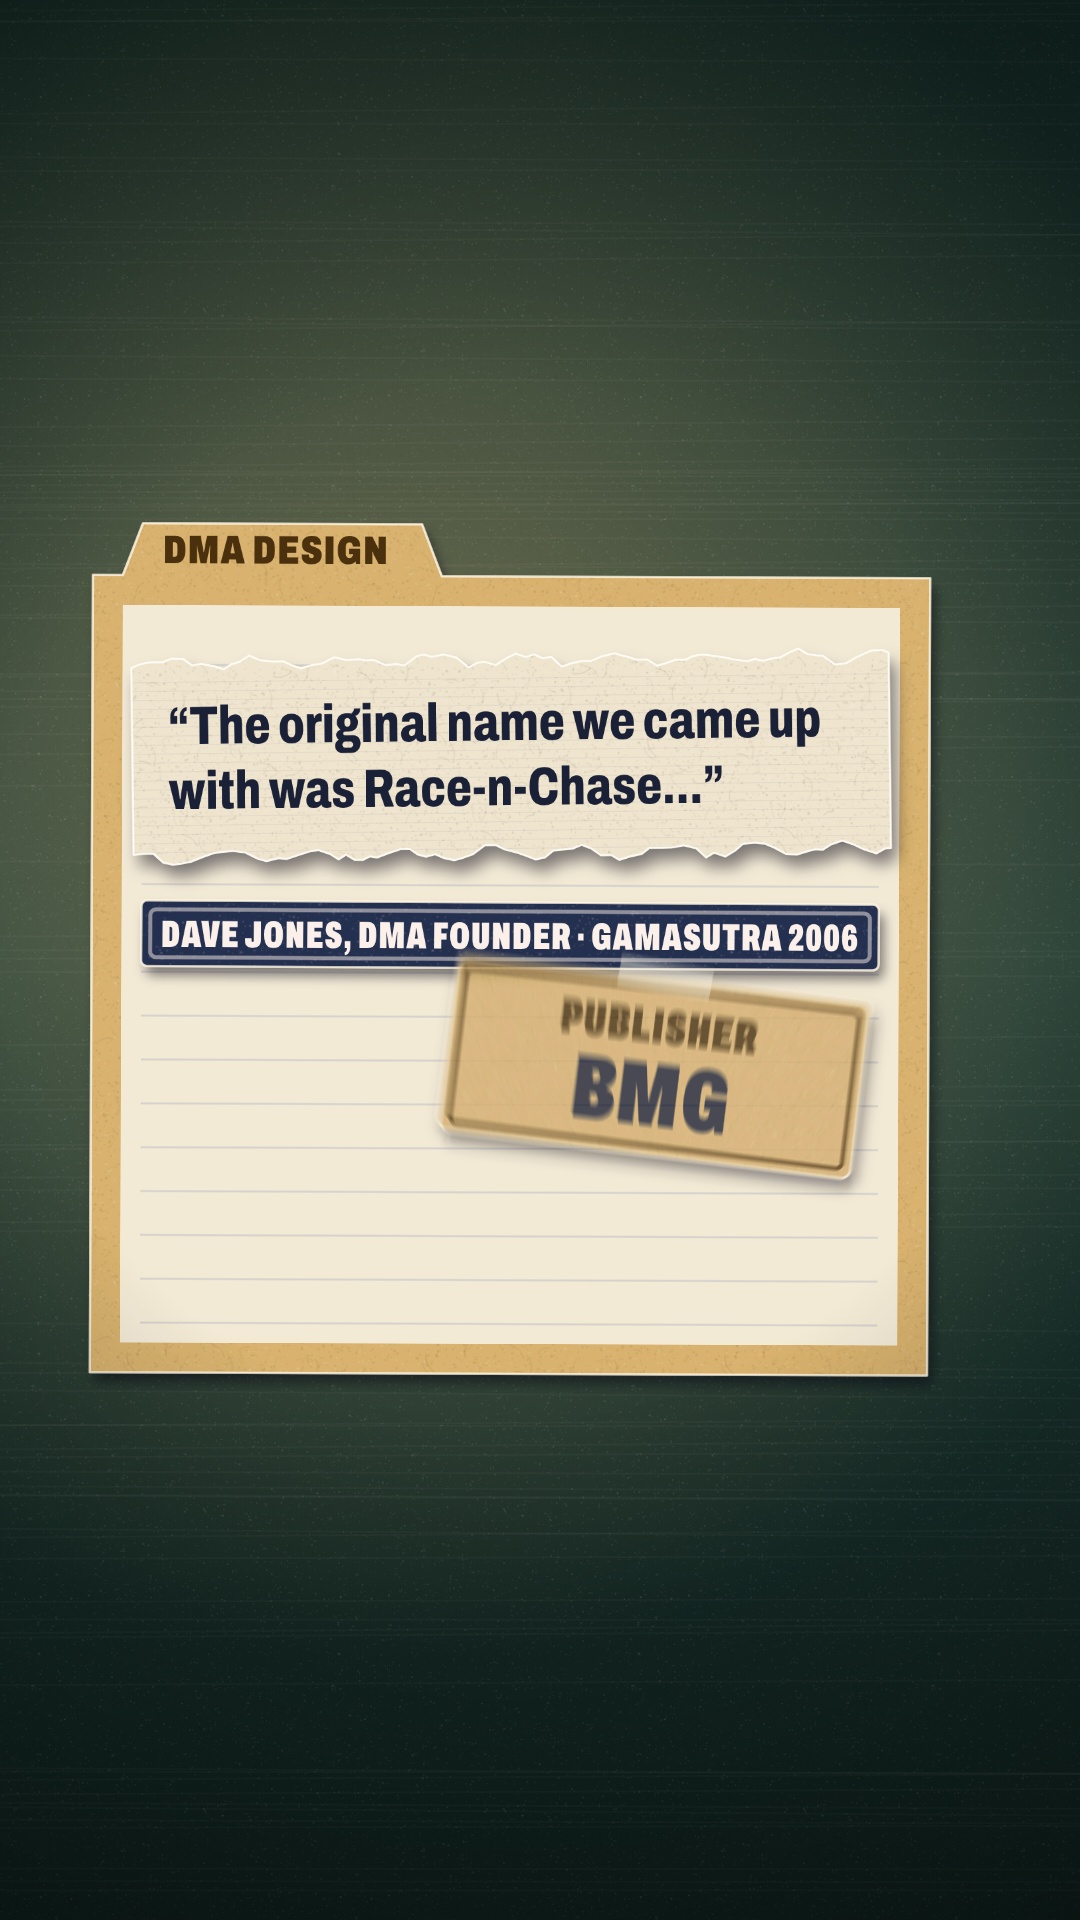 DMA DESIGN
“The original name we came up
with was Race-n-Chase...”
DAVE JONES, DMA FOUNDER · GAMASUTRA 2006
PUBLISHER
BMG